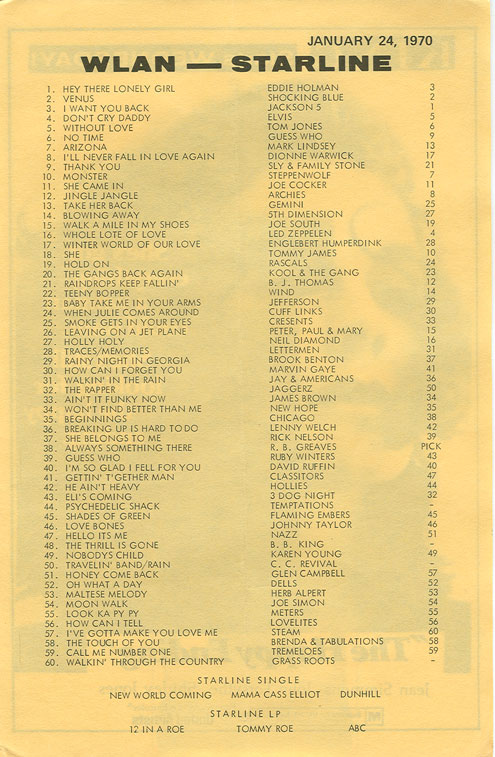 JANUARY 24, 1970
WLAN — STARLINE
1. HEY THERE LONELY GIRL EDDIE HOLMAN 3
2. VENUS SHOCKING BLUE 2
3. I WANT YOU BACK JACKSON 5 1
4. DON'T CRY DADDY ELVIS 5
5. WITHOUT LOVE TOM JONES 6
6. NO TIME GUESS WHO 9
7. ARIZONA MARK LINDSEY 13
8. I'LL NEVER FALL IN LOVE AGAIN DIONNE WARWICK 17
9. THANK YOU SLY & FAMILY STONE 21
10. MONSTER STEPPENWOLF 7
11. SHE CAME IN JOE COCKER 11
12. JINGLE JANGLE ARCHIES 8
13. TAKE HER BACK GEMINI 25
14. BLOWING AWAY 5TH DIMENSION 27
15. WALK A MILE IN MY SHOES JOE SOUTH 19
16. WHOLE LOTE OF LOVE LED ZEPPELEN 4
17. WINTER WORLD OF OUR LOVE ENGLEBERT HUMPERDINK 28
18. SHE TOMMY JAMES 10
19. HOLD ON RASCALS 24
20. THE GANGS BACK AGAIN KOOL & THE GANG 23
21. RAINDROPS KEEP FALLIN' B. J. THOMAS 12
22. TEENY BOPPER WIND 14
23. BABY TAKE ME IN YOUR ARMS JEFFERSON 29
24. WHEN JULIE COMES AROUND CUFF LINKS 30
25. SMOKE GETS IN YOUR EYES CRESENTS 33
26. LEAVING ON A JET PLANE PETER, PAUL & MARY 15
27. HOLLY HOLY NEIL DIAMOND 16
28. TRACES/MEMORIES LETTERMEN 31
29. RAINY NIGHT IN GEORGIA BROOK BENTON 37
30. HOW CAN I FORGET YOU MARVIN GAYE 41
31. WALKIN' IN THE RAIN JAY & AMERICANS 36
32. THE RAPPER JAGGERZ 50
33. AIN'T IT FUNKY NOW JAMES BROWN 34
34. WON'T FIND BETTER THAN ME NEW HOPE 35
35. BEGINNINGS CHICAGO 38
36. BREAKING UP IS HARD TO DO LENNY WELCH 42
37. SHE BELONGS TO ME RICK NELSON 39
38. ALWAYS SOMETHING THERE R. B. GREAVES PICK
39. GUESS WHO RUBY WINTERS 43
40. I'M SO GLAD I FELL FOR YOU DAVID RUFFIN 40
41. GETTIN' T'GETHER MAN CLASSITORS 47
42. HE AIN'T HEAVY HOLLIES 44
43. ELI'S COMING 3 DOG NIGHT 32
44. PSYCHEDELIC SHACK TEMPTATIONS -
45. SHADES OF GREEN FLAMING EMBERS 45
46. LOVE BONES JOHNNY TAYLOR 46
47. HELLO ITS ME NAZZ 51
48. THE THRILL IS GONE B. B. KING -
49. NOBODYS CHILD KAREN YOUNG 49
50. TRAVELIN' BAND/RAIN C. C. REVIVAL -
51. HONEY COME BACK GLEN CAMPBELL 57
52. OH WHAT A DAY DELLS 52
53. MALTESE MELODY HERB ALPERT 53
54. MOON WALK JOE SIMON 54
55. LOOK KA PY PY METERS 55
56. HOW CAN I TELL LOVELITES 56
57. I'VE GOTTA MAKE YOU LOVE ME STEAM 60
58. THE TOUCH OF YOU BRENDA & TABULATIONS 58
59. CALL ME NUMBER ONE TREMELOES 59
60. WALKIN' THROUGH THE COUNTRY GRASS ROOTS -
STARLINE SINGLE
NEW WORLD COMING MAMA CASS ELLIOT DUNHILL
STARLINE LP
12 IN A ROE TOMMY ROE ABC